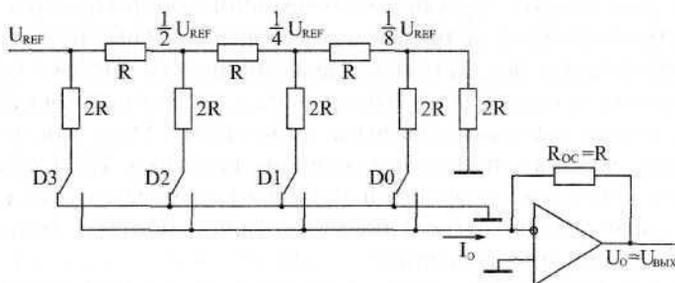 U_REF 1/2 U_REF 1/4 U_REF 1/8 U_REF
R R R
2R 2R 2R 2R 2R
D3 D2 D1 D0
R_OC=R
I_O
U_O≈U_ВЫХ